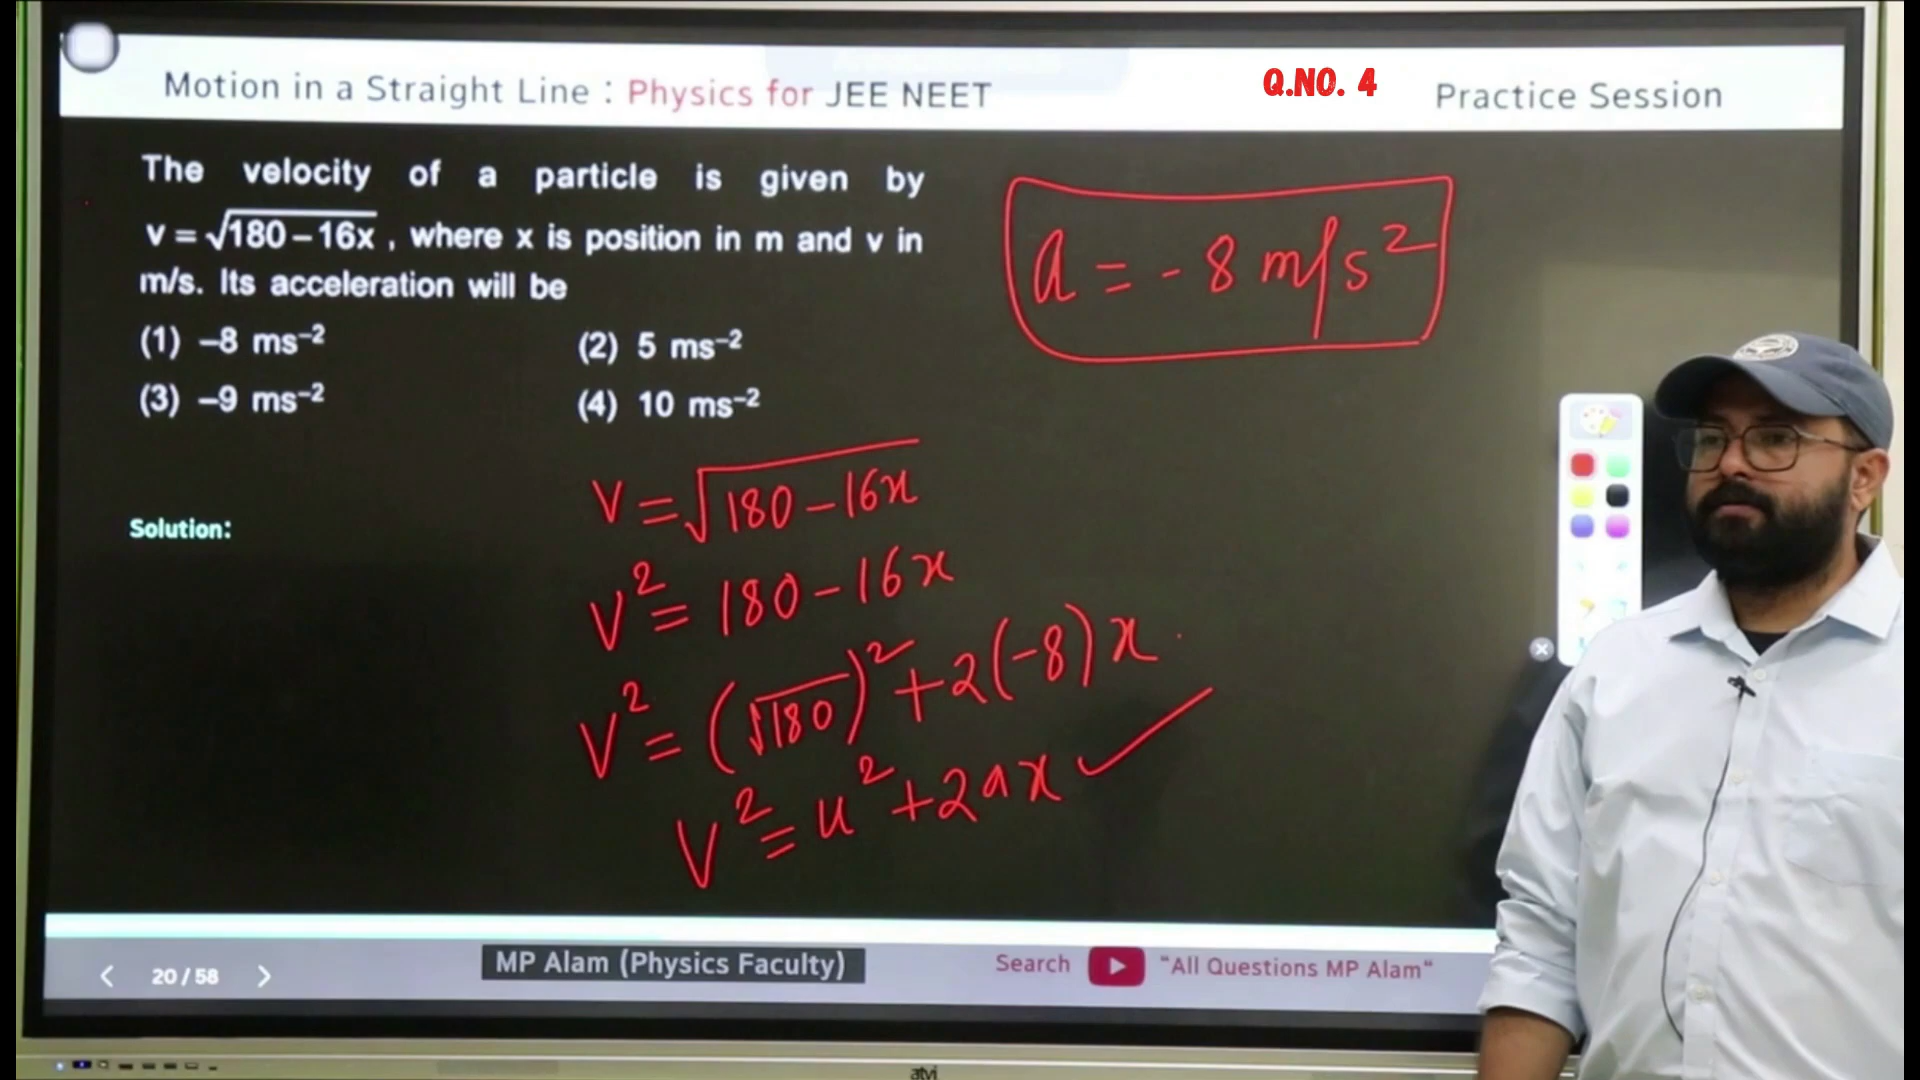 Motion in a Straight Line : Physics for JEE NEET
Q.NO. 4
Practice Session
The velocity of a particle is given by
v = √180 – 16x , where x is position in m and v in
m/s. Its acceleration will be
(1) –8 ms⁻²
(2) 5 ms⁻²
(3) –9 ms⁻²
(4) 10 ms⁻²
a = - 8 m/s²
Solution:
v = √180 - 16x
v² = 180 - 16x
v² = (√180)² + 2(-8)x
v² = u² + 2ax
20 / 58
MP Alam (Physics Faculty)
Search
"All Questions MP Alam"
atvi